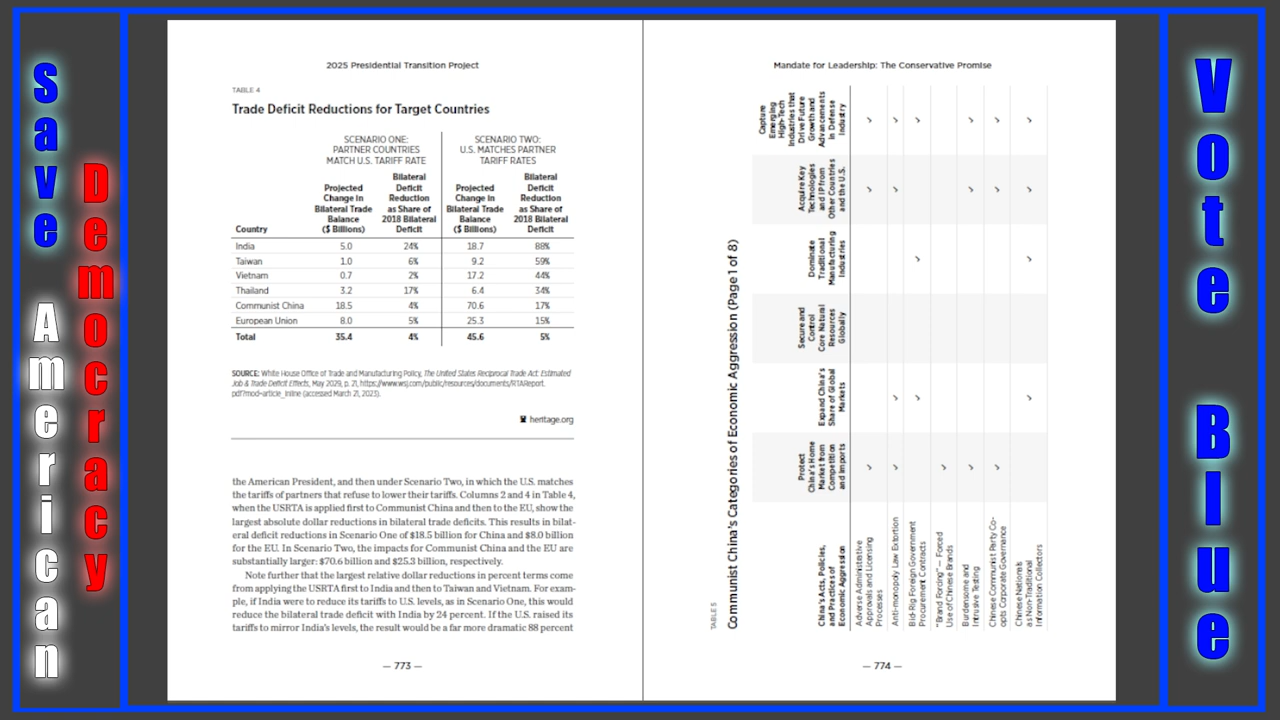 Save American
Democracy
2025 Presidential Transition Project
TABLE 4
Trade Deficit Reductions for Target Countries
SCENARIO ONE:
PARTNER COUNTRIES
MATCH U.S. TARIFF RATE
SCENARIO TWO:
U.S. MATCHES PARTNER
TARIFF RATES
Country
Projected
Change in
Bilateral Trade
Balance
($ Billions)
Bilateral
Deficit
Reduction
as Share of
2018 Bilateral
Deficit
Projected
Change in
Bilateral Trade
Balance
($ Billions)
Bilateral
Deficit
Reduction
as Share of
2018 Bilateral
Deficit
India 5.0 24% 18.7 88%
Taiwan 1.0 6% 9.2 59%
Vietnam 0.7 2% 17.2 44%
Thailand 3.2 17% 6.4 34%
Communist China 18.5 4% 70.6 17%
European Union 8.0 5% 25.3 15%
Total 35.4 4% 45.6 5%
SOURCE: White House Office of Trade and Manufacturing Policy, The United States Reciprocal Trade Act: Estimated
Job & Trade Deficit Effects, May 2029, p. 21, https://www.wsj.com/public/resources/documents/RTAReport.
pdf?mod=article_inline (accessed March 21, 2023).
heritage.org
the American President, and then under Scenario Two, in which the U.S. matches
the tariffs of partners that refuse to lower their tariffs. Columns 2 and 4 in Table 4,
when the USRTA is applied first to Communist China and then to the EU, show the
largest absolute dollar reductions in bilateral trade deficits. This results in bilat-
eral deficit reductions in Scenario One of $18.5 billion for China and $8.0 billion
for the EU. In Scenario Two, the impacts for Communist China and the EU are
substantially larger: $70.6 billion and $25.3 billion, respectively.
Note further that the largest relative dollar reductions in percent terms come
from applying the USRTA first to India and then to Taiwan and Vietnam. For exam-
ple, if India were to reduce its tariffs to U.S. levels, as in Scenario One, this would
reduce the bilateral trade deficit with India by 24 percent. If the U.S. raised its
tariffs to mirror India's levels, the result would be a far more dramatic 88 percent
— 773 —
Mandate for Leadership: The Conservative Promise
TABLE 5
Communist China's Categories of Economic Aggression (Page 1 of 8)
China's Acts, Policies,
and Practices of
Economic Aggression
Protect
China's Home
Market from
Competition
and Imports
Expand China's
Share of Global
Markets
Secure and
Control
Core Natural
Resources
Globally
Dominate
Traditional
Manufacturing
Industries
Acquire Key
Technologies
and IP from
Other Countries
and the U.S.
Capture
Emerging
High-Tech
Industries that
Drive Future
Growth and
Advancements
in Defense
Industry
Adverse Administrative
Approvals and Licensing
Processes ✓ ✓ ✓
Anti-monopoly Law Extortion ✓ ✓ ✓ ✓
Bid-Rig Foreign Government
Procurement Contracts ✓ ✓ ✓
"Brand Forcing"— Forced
Use of Chinese Brands ✓
Burdensome and
Intrusive Testing ✓ ✓ ✓
Chinese Communist Party Co-
opts Corporate Governance ✓ ✓ ✓
Chinese Nationals
as Non-Traditional
Information Collectors ✓ ✓ ✓ ✓
— 774 —
Vote Blue